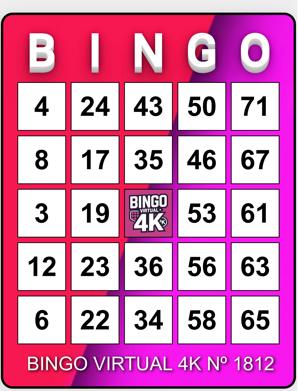 B I N G O
4 24 43 50 71
8 17 35 46 67
3 19 BINGO VIRTUAL 4K 53 61
12 23 36 56 63
6 22 34 58 65
BINGO VIRTUAL 4K Nº 1812